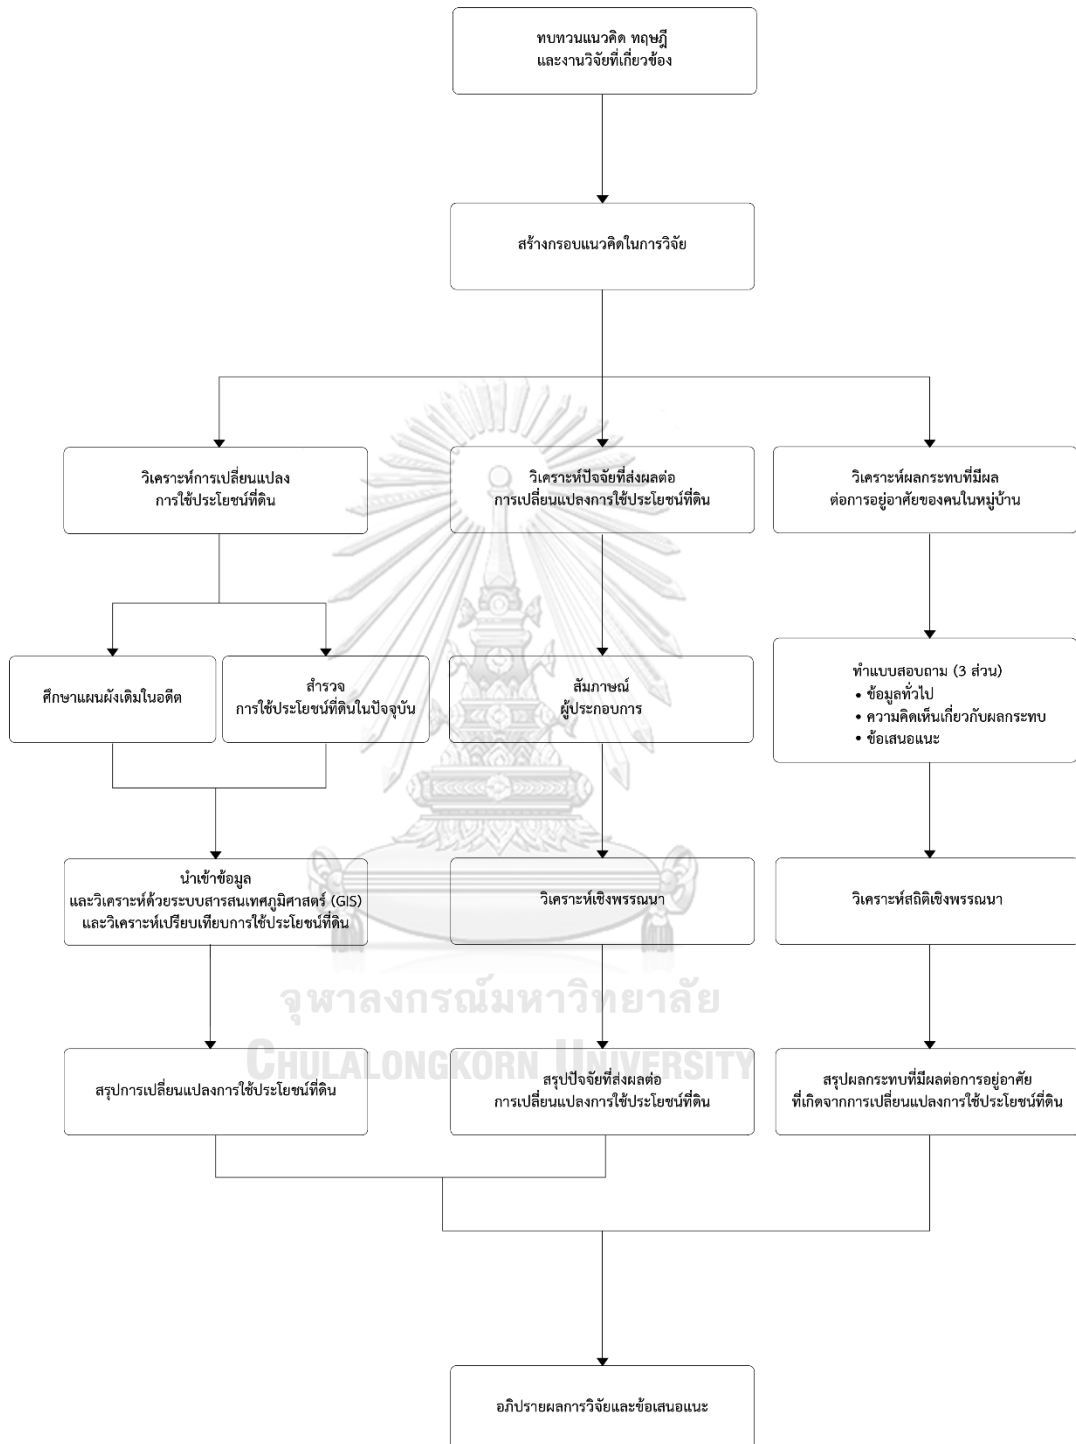 ทบทวนแนวคิด ทฤษฎี
และงานวิจัยที่เกี่ยวข้อง
สร้างกรอบแนวคิดในการวิจัย
วิเคราะห์การเปลี่ยนแปลง
การใช้ประโยชน์ที่ดิน
วิเคราะห์ปัจจัยที่ส่งผลต่อ
การเปลี่ยนแปลงการใช้ประโยชน์ที่ดิน
วิเคราะห์ผลกระทบที่มีผล
ต่อการอยู่อาศัยของคนในหมู่บ้าน
ศึกษาแผนผังเดิมในอดีต
สำรวจ
การใช้ประโยชน์ที่ดินในปัจจุบัน
สัมภาษณ์
ผู้ประกอบการ
ทำแบบสอบถาม (3 ส่วน)
• ข้อมูลทั่วไป
• ความคิดเห็นเกี่ยวกับผลกระทบ
• ข้อเสนอแนะ
นำเข้าข้อมูล
และวิเคราะห์ด้วยระบบสารสนเทศภูมิศาสตร์ (GIS)
และวิเคราะห์เปรียบเทียบการใช้ประโยชน์ที่ดิน
วิเคราะห์เชิงพรรณนา
วิเคราะห์สถิติเชิงพรรณนา
จุฬาลงกรณ์มหาวิทยาลัย
CHULALONGKORN UNIVERSITY
สรุปการเปลี่ยนแปลงการใช้ประโยชน์ที่ดิน
สรุปปัจจัยที่ส่งผลต่อ
การเปลี่ยนแปลงการใช้ประโยชน์ที่ดิน
สรุปผลกระทบที่มีผลต่อการอยู่อาศัย
ที่เกิดจากการเปลี่ยนแปลงการใช้ประโยชน์ที่ดิน
อภิปรายผลการวิจัยและข้อเสนอแนะ